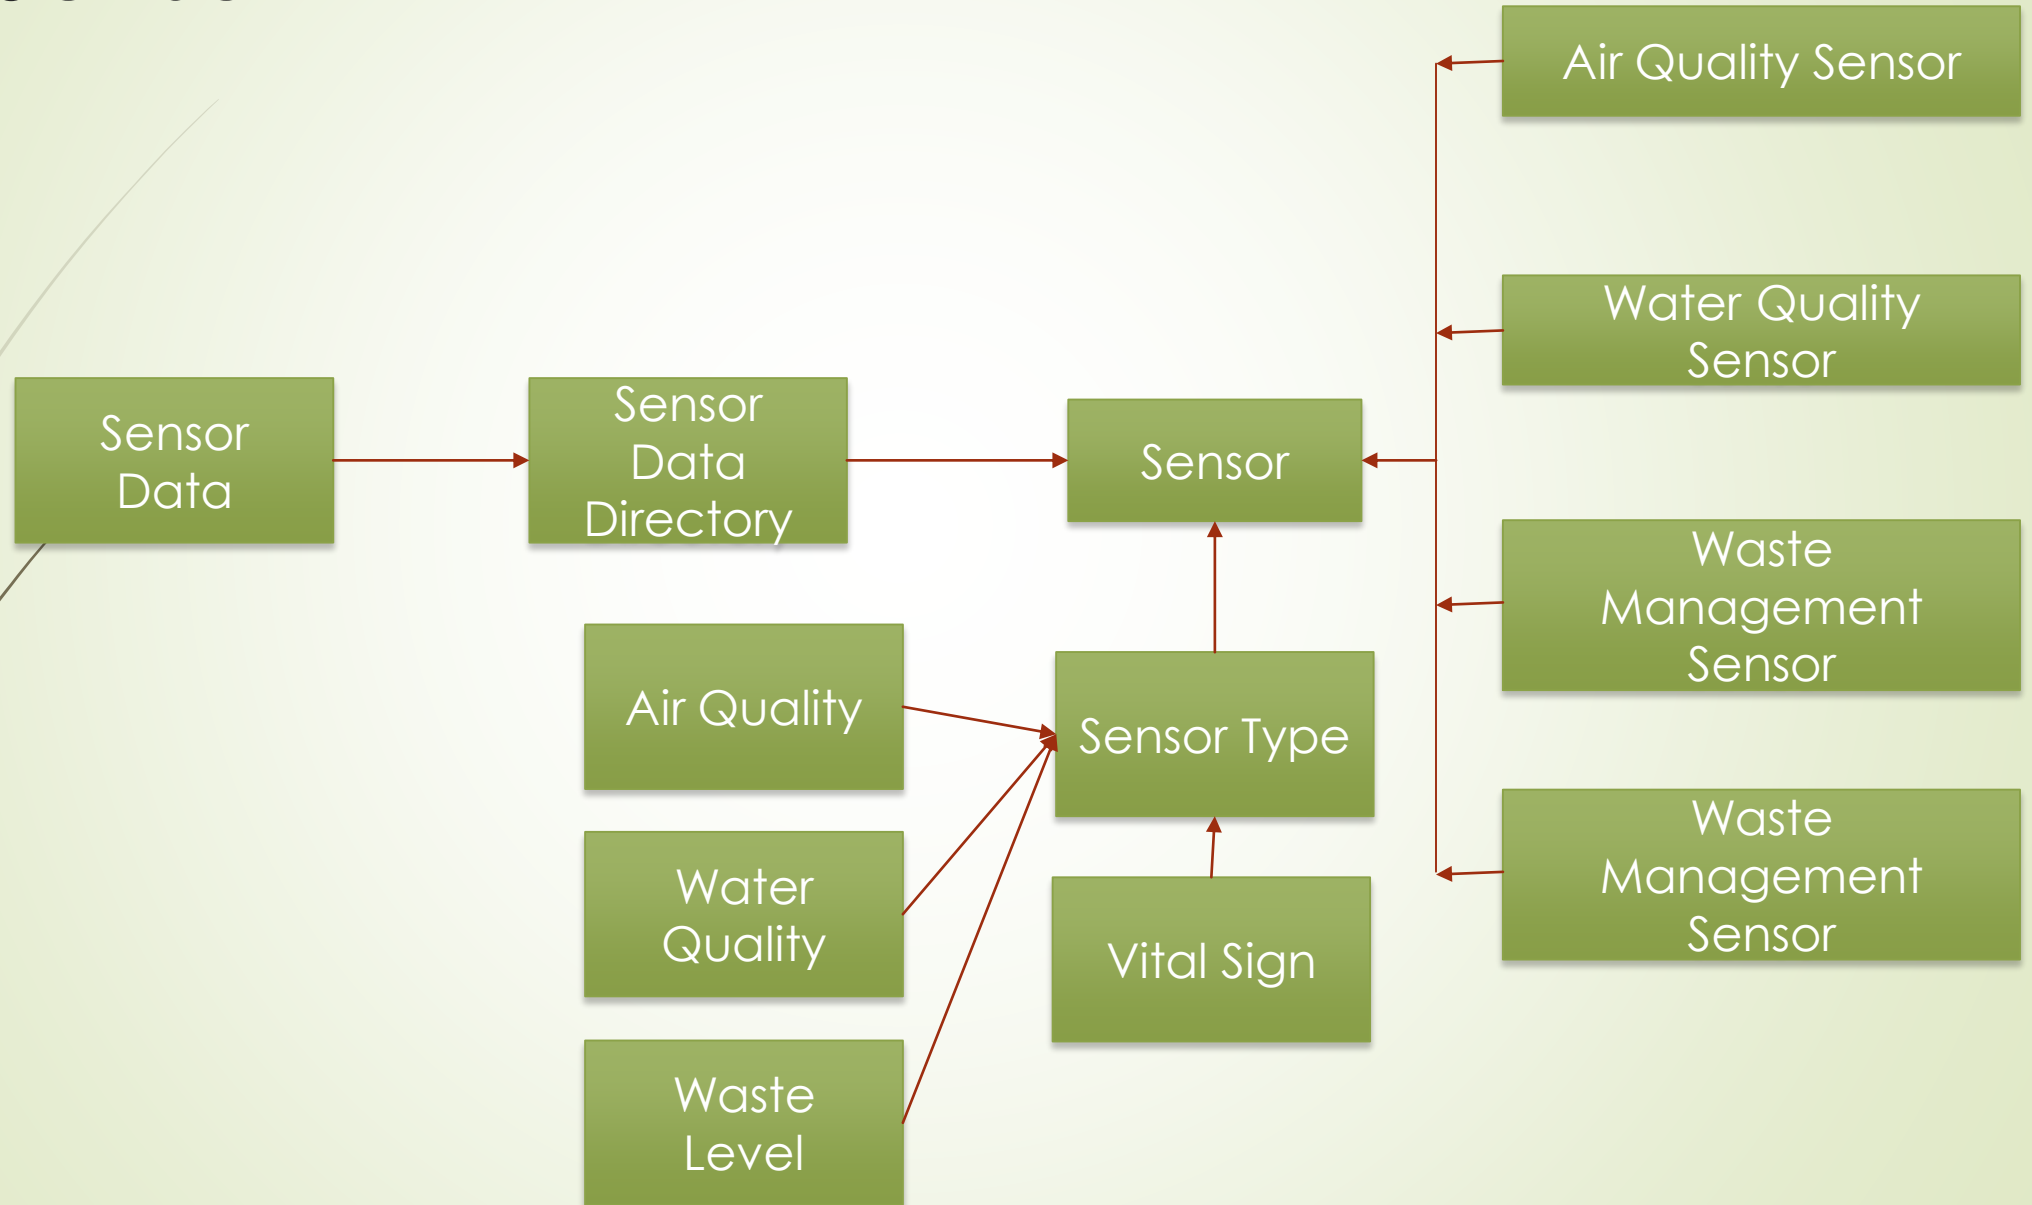 Air Quality Sensor
Water Quality
Sensor
Sensor
Data
Sensor
Data
Directory
Sensor
Waste
Management
Sensor
Air Quality
Sensor Type
Water
Quality
Vital Sign
Waste
Management
Sensor
Waste
Level